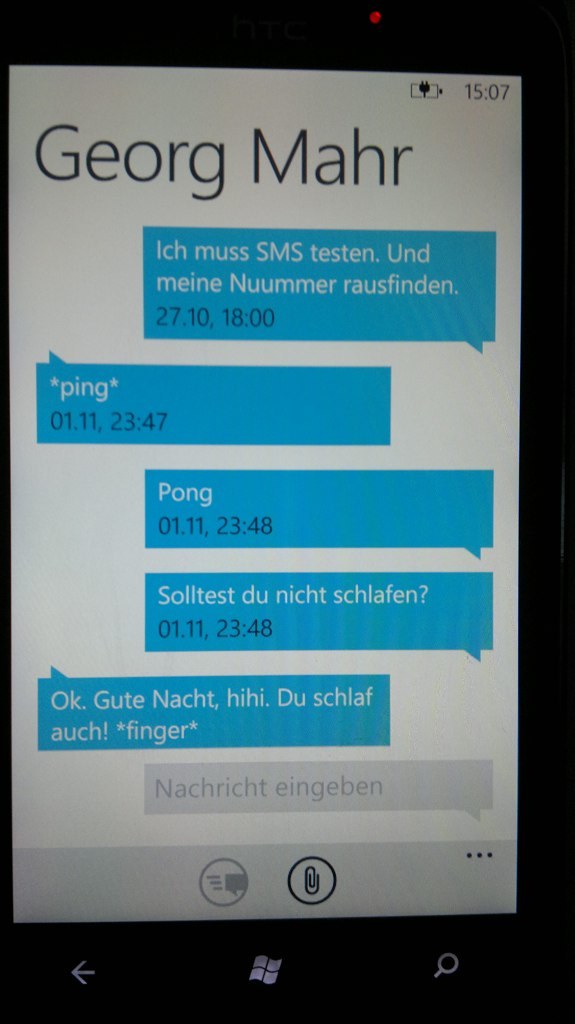 hTC
15:07
Georg Mahr
Ich muss SMS testen. Und
meine Nuummer rausfinden.
27.10, 18:00
*ping*
01.11, 23:47
Pong
01.11, 23:48
Solltest du nicht schlafen?
01.11, 23:48
Ok. Gute Nacht, hihi. Du schlaf
auch! *finger*
Nachricht eingeben